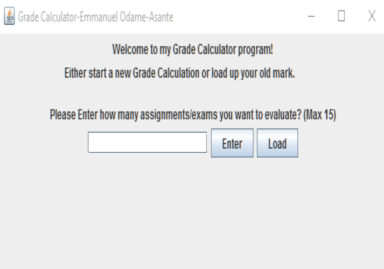 Grade Calculator-Emmanuel Odame-Asante
Welcome to my Grade Calculator program!
Either start a new Grade Calculation or load up your old mark.
Please Enter how many assignments/exams you want to evaluate? (Max 15)
Enter Load